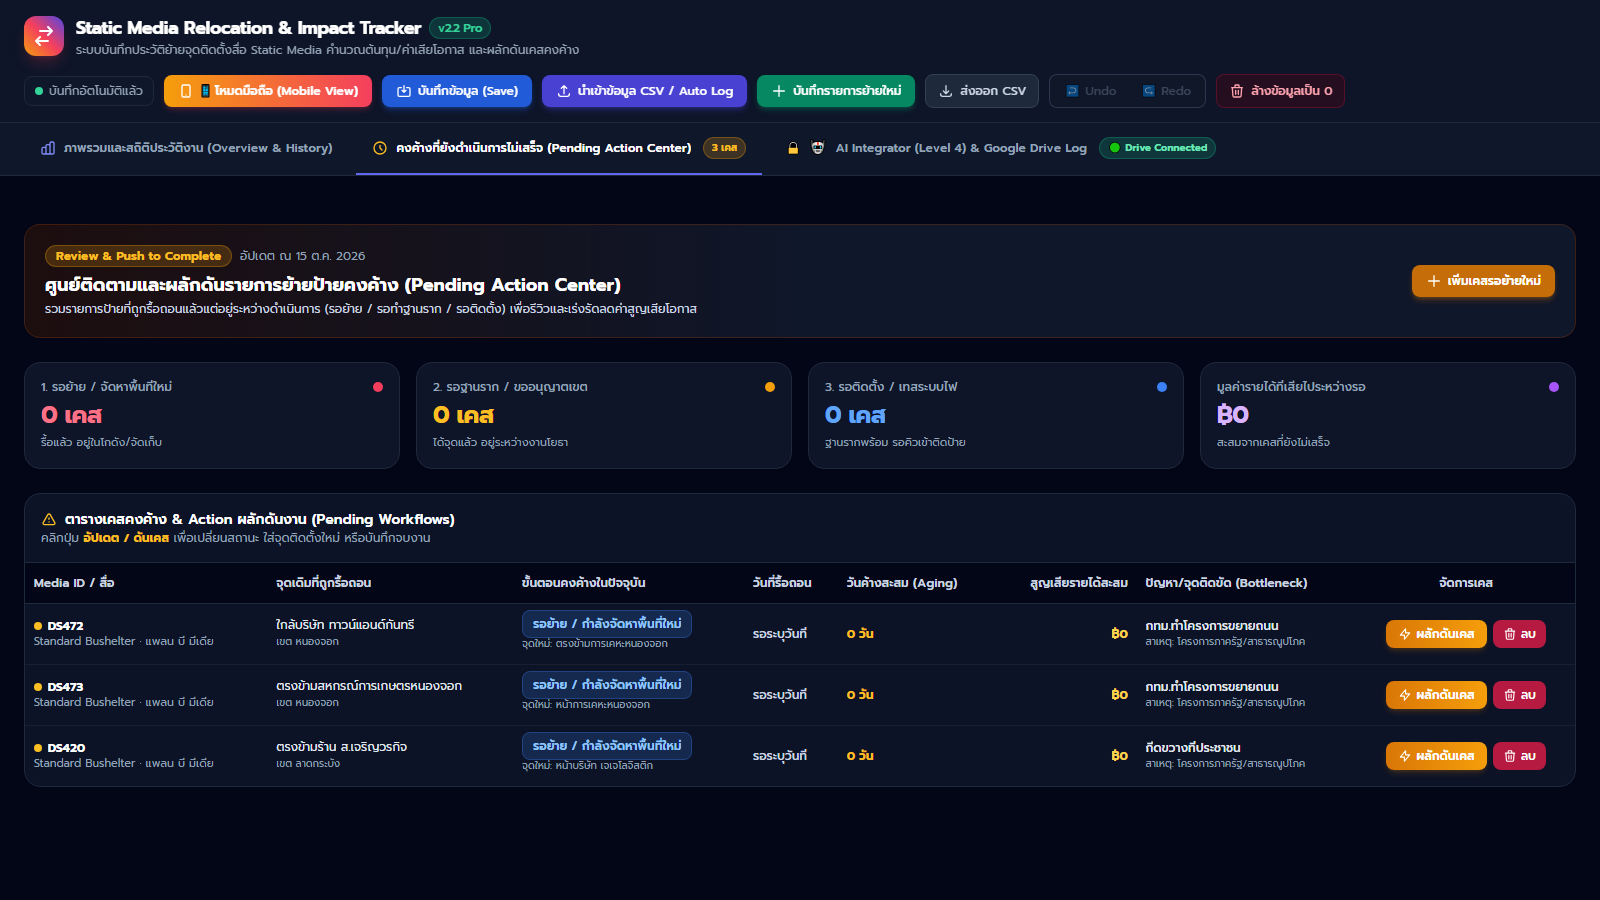 Static Media Relocation & Impact Tracker v2.2 Pro
ระบบบันทึกประวัติย้ายจุดติดตั้งสื่อ Static Media คำนวณต้นทุน/ค่าเสียโอกาส และผลักดันเคสคงค้าง
บันทึกอัตโนมัติแล้ว
โหมดมือถือ (Mobile View)
บันทึกข้อมูล (Save)
นำเข้าข้อมูล CSV / Auto Log
บันทึกรายการย้ายใหม่
ส่งออก CSV
Undo
Redo
ล้างข้อมูลเป็น 0
ภาพรวมและสถิติประวัติงาน (Overview & History)
คงค้างที่ยังดำเนินการไม่เสร็จ (Pending Action Center) 3 เคส
AI Integrator (Level 4) & Google Drive Log Drive Connected
Review & Push to Complete อัปเดต ณ 15 ต.ค. 2026
ศูนย์ติดตามและผลักดันรายการย้ายป้ายคงค้าง (Pending Action Center)
รวมรายการป้ายที่ถูกรื้อถอนแล้วแต่อยู่ระหว่างดำเนินการ (รอย้าย / รอทำฐานราก / รอติดตั้ง) เพื่อรีวิวและเร่งรัดลดค่าสูญเสียโอกาส
เพิ่มเคสรอย้ายใหม่
1. รอย้าย / จัดหาพื้นที่ใหม่
0 เคส
รื้อแล้ว อยู่ในโกดัง/จัดเก็บ
2. รอฐานราก / ขออนุญาตเขต
0 เคส
ได้จุดแล้ว อยู่ระหว่างงานโยธา
3. รอติดตั้ง / เทสระบบไฟ
0 เคส
ฐานรากพร้อม รอคิวเข้าติดป้าย
มูลค่ารายได้ที่เสียไประหว่างรอ
฿0
สะสมจากเคสที่ยังไม่เสร็จ
ตารางเคสคงค้าง & Action ผลักดันงาน (Pending Workflows)
คลิกปุ่ม อัปเดต / ดันเคส เพื่อเปลี่ยนสถานะ ใส่จุดติดตั้งใหม่ หรือบันทึกจบงาน
Media ID / สื่อ จุดเดิมที่ถูกรื้อถอน ขั้นตอนคงค้างในปัจจุบัน วันที่รื้อถอน วันค้างสะสม (Aging) สูญเสียรายได้สะสม ปัญหา/จุดติดขัด (Bottleneck) จัดการเคส
DS472 ใกล้บริษัท ทาวน์แอนด์กันทรี รอย้าย / กำลังจัดหาพื้นที่ใหม่ รอระบุวันที่ 0 วัน ฿0 กทม.ทำโครงการขยายถนน ผลักดันเคส ลบ
Standard Bushelter · แพลน บี มีเดีย เขต หนองจอก จุดใหม่: ตรงข้ามการเคหะหนองจอก สาเหตุ: โครงการภาครัฐ/สาธารณูปโภค
DS473 ตรงข้ามสหกรณ์การเกษตรหนองจอก รอย้าย / กำลังจัดหาพื้นที่ใหม่ รอระบุวันที่ 0 วัน ฿0 กทม.ทำโครงการขยายถนน ผลักดันเคส ลบ
Standard Bushelter · แพลน บี มีเดีย เขต หนองจอก จุดใหม่: หน้าการเคหะหนองจอก สาเหตุ: โครงการภาครัฐ/สาธารณูปโภค
DS420 ตรงข้ามร้าน ส.เจริญวรกิจ รอย้าย / กำลังจัดหาพื้นที่ใหม่ รอระบุวันที่ 0 วัน ฿0 กีดขวางที่ประชาชน ผลักดันเคส ลบ
Standard Bushelter · แพลน บี มีเดีย เขต ลาดกระบัง จุดใหม่: หน้าบริษัท เจเจโลจิสติก สาเหตุ: โครงการภาครัฐ/สาธารณูปโภค